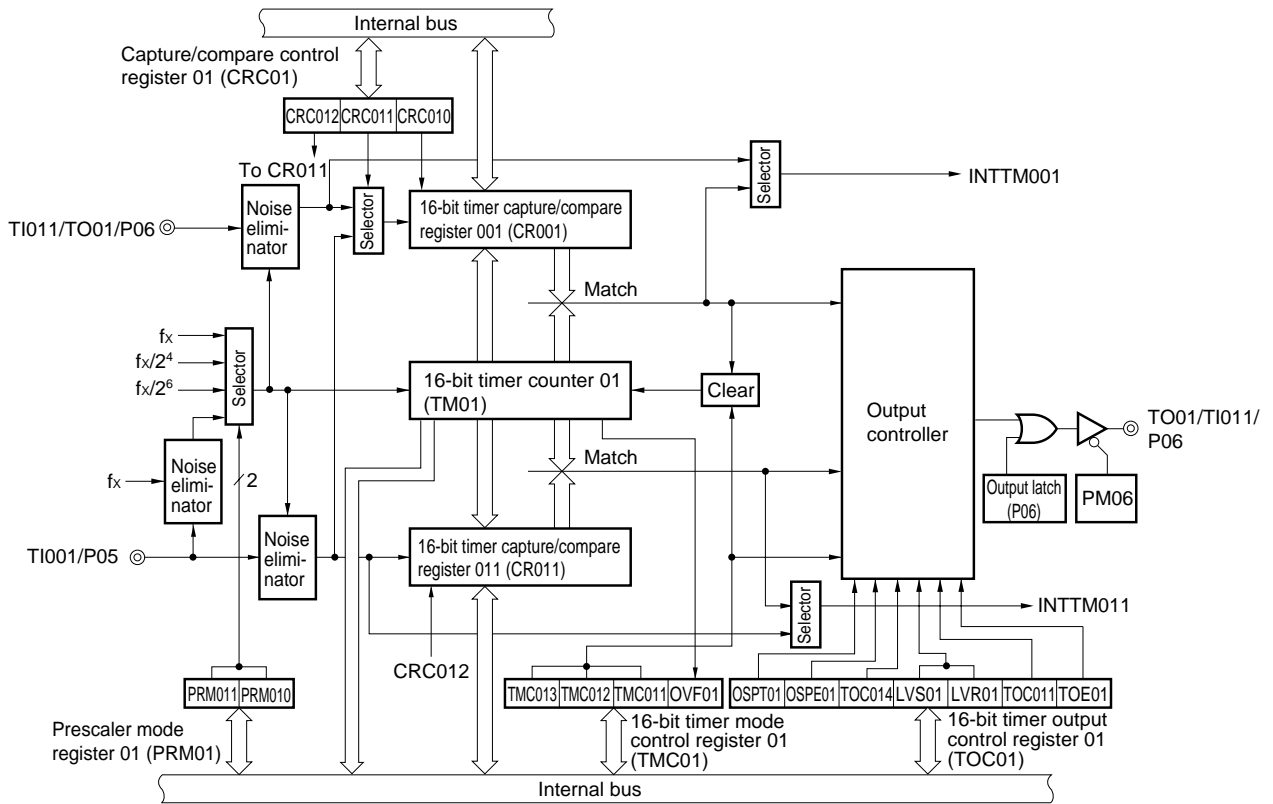 Internal bus
Capture/compare control
register 01 (CRC01)
CRC012 CRC011 CRC010
To CR011
Selector
INTTM001
TI011/TO01/P06
Noise
elimi-
nator
Selector
16-bit timer capture/compare
register 001 (CR001)
Match
fx
fx/2⁴
fx/2⁶
Selector
16-bit timer counter 01
(TM01)
Clear
Output
controller
TO01/TI011/
P06
Output latch
(P06)
PM06
Match
fx
Noise
elimi-
nator
2
TI001/P05
Noise
elimi-
nator
16-bit timer capture/compare
register 011 (CR011)
Selector
INTTM011
CRC012
PRM011 PRM010
TMC013 TMC012 TMC011 OVF01
OSPT01 OSPE01 TOC014 LVS01 LVR01 TOC011 TOE01
Prescaler mode
register 01 (PRM01)
16-bit timer mode
control register 01
(TMC01)
16-bit timer output
control register 01
(TOC01)
Internal bus